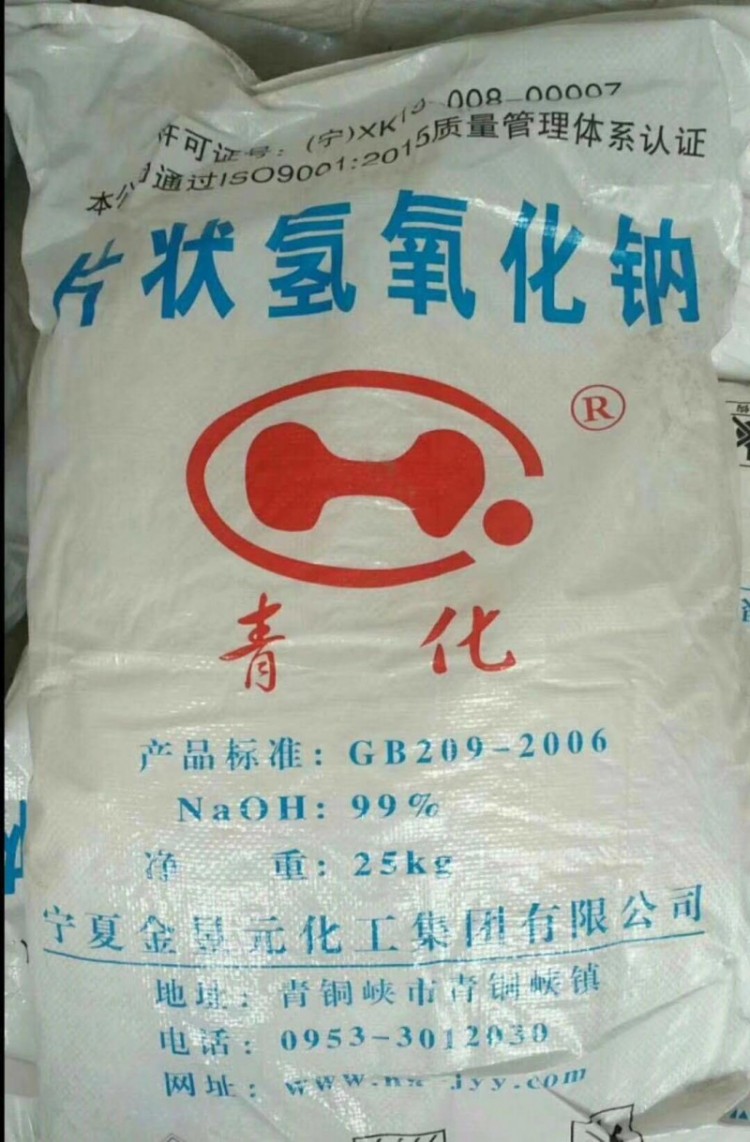 许可证号：(宁)XK13-008-00007
本公司通过ISO9001:2015质量管理体系认证
片状氢氧化钠
®
青化
产品标准：GB209-2006
NaOH：99%
净 重：25kg
宁夏金昱元化工集团有限公司
地址：青铜峡市青铜峡镇
电话：0953-3012030
网址：